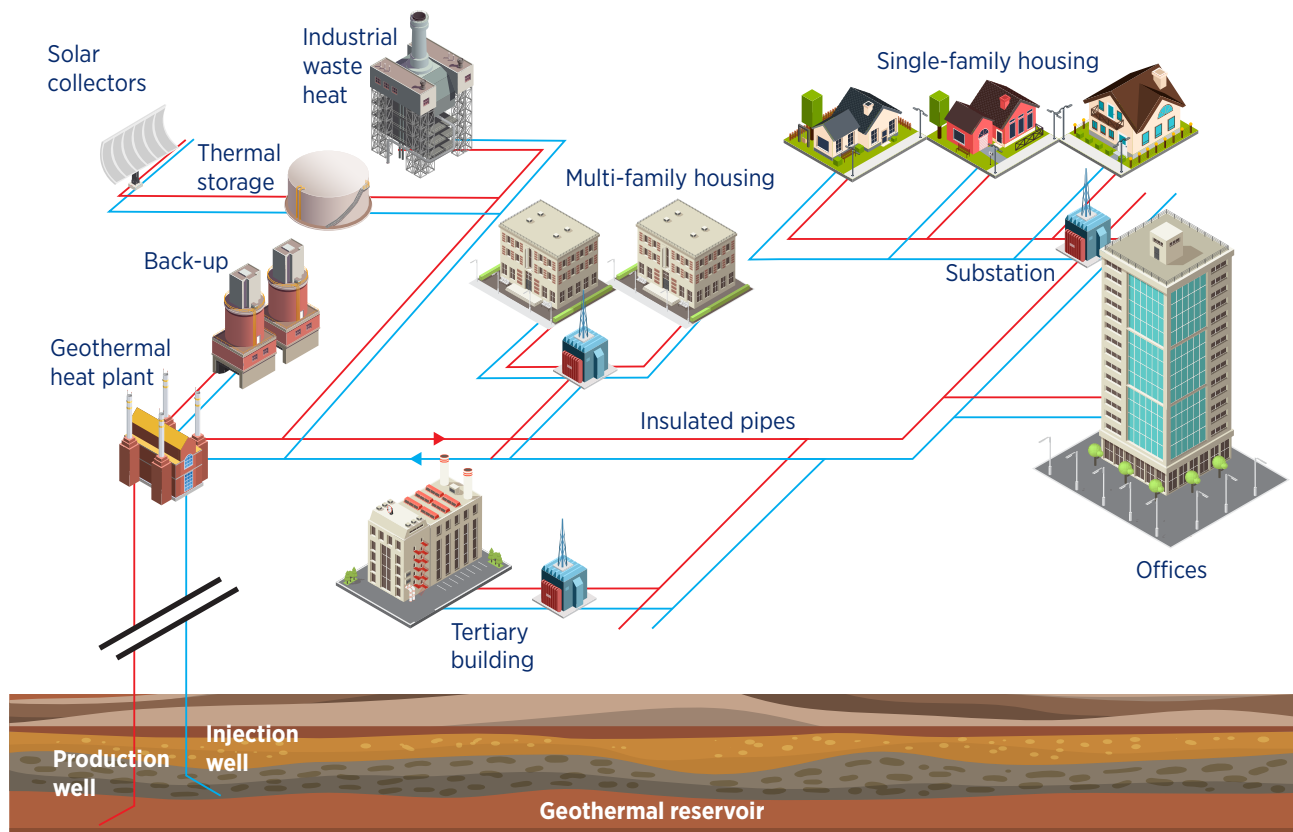 Solar
collectors
Industrial
waste
heat
Single-family housing
Thermal
storage
Multi-family housing
Back-up
Substation
Geothermal
heat plant
Insulated pipes
Offices
Tertiary
building
Injection
well
Production
well
Geothermal reservoir